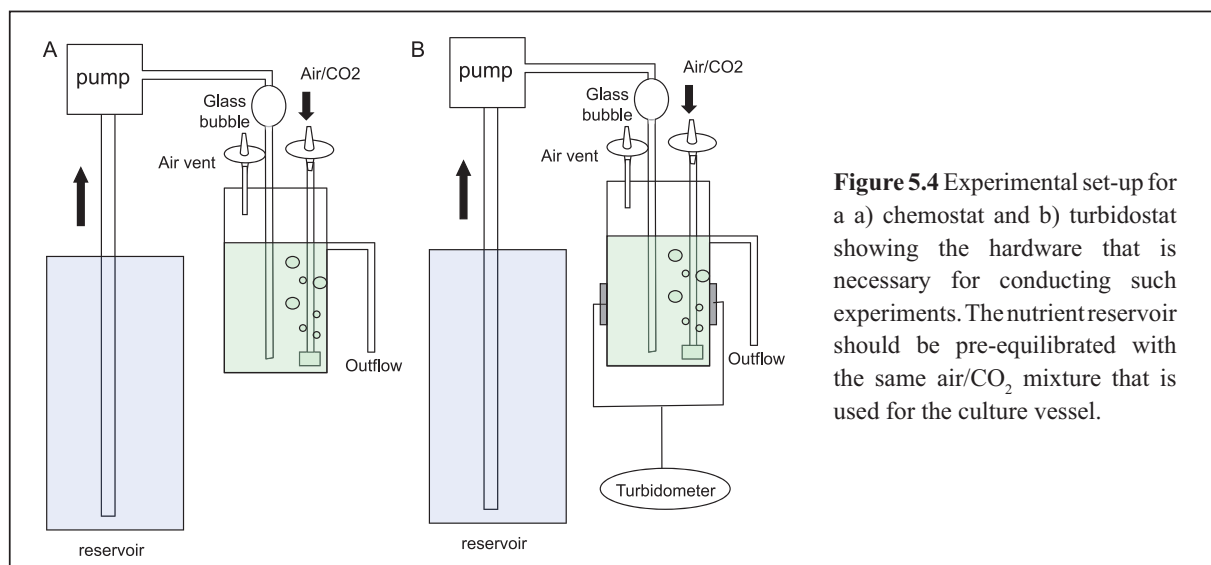 A
pump
Glass
bubble
Air/CO2
Air vent
Outflow
reservoir
B
pump
Glass
bubble
Air/CO2
Air vent
Outflow
Turbidometer
reservoir
Figure 5.4 Experimental set-up for
a a) chemostat and b) turbidostat
showing the hardware that is
necessary for conducting such
experiments. The nutrient reservoir
should be pre-equilibrated with
the same air/CO₂ mixture that is
used for the culture vessel.